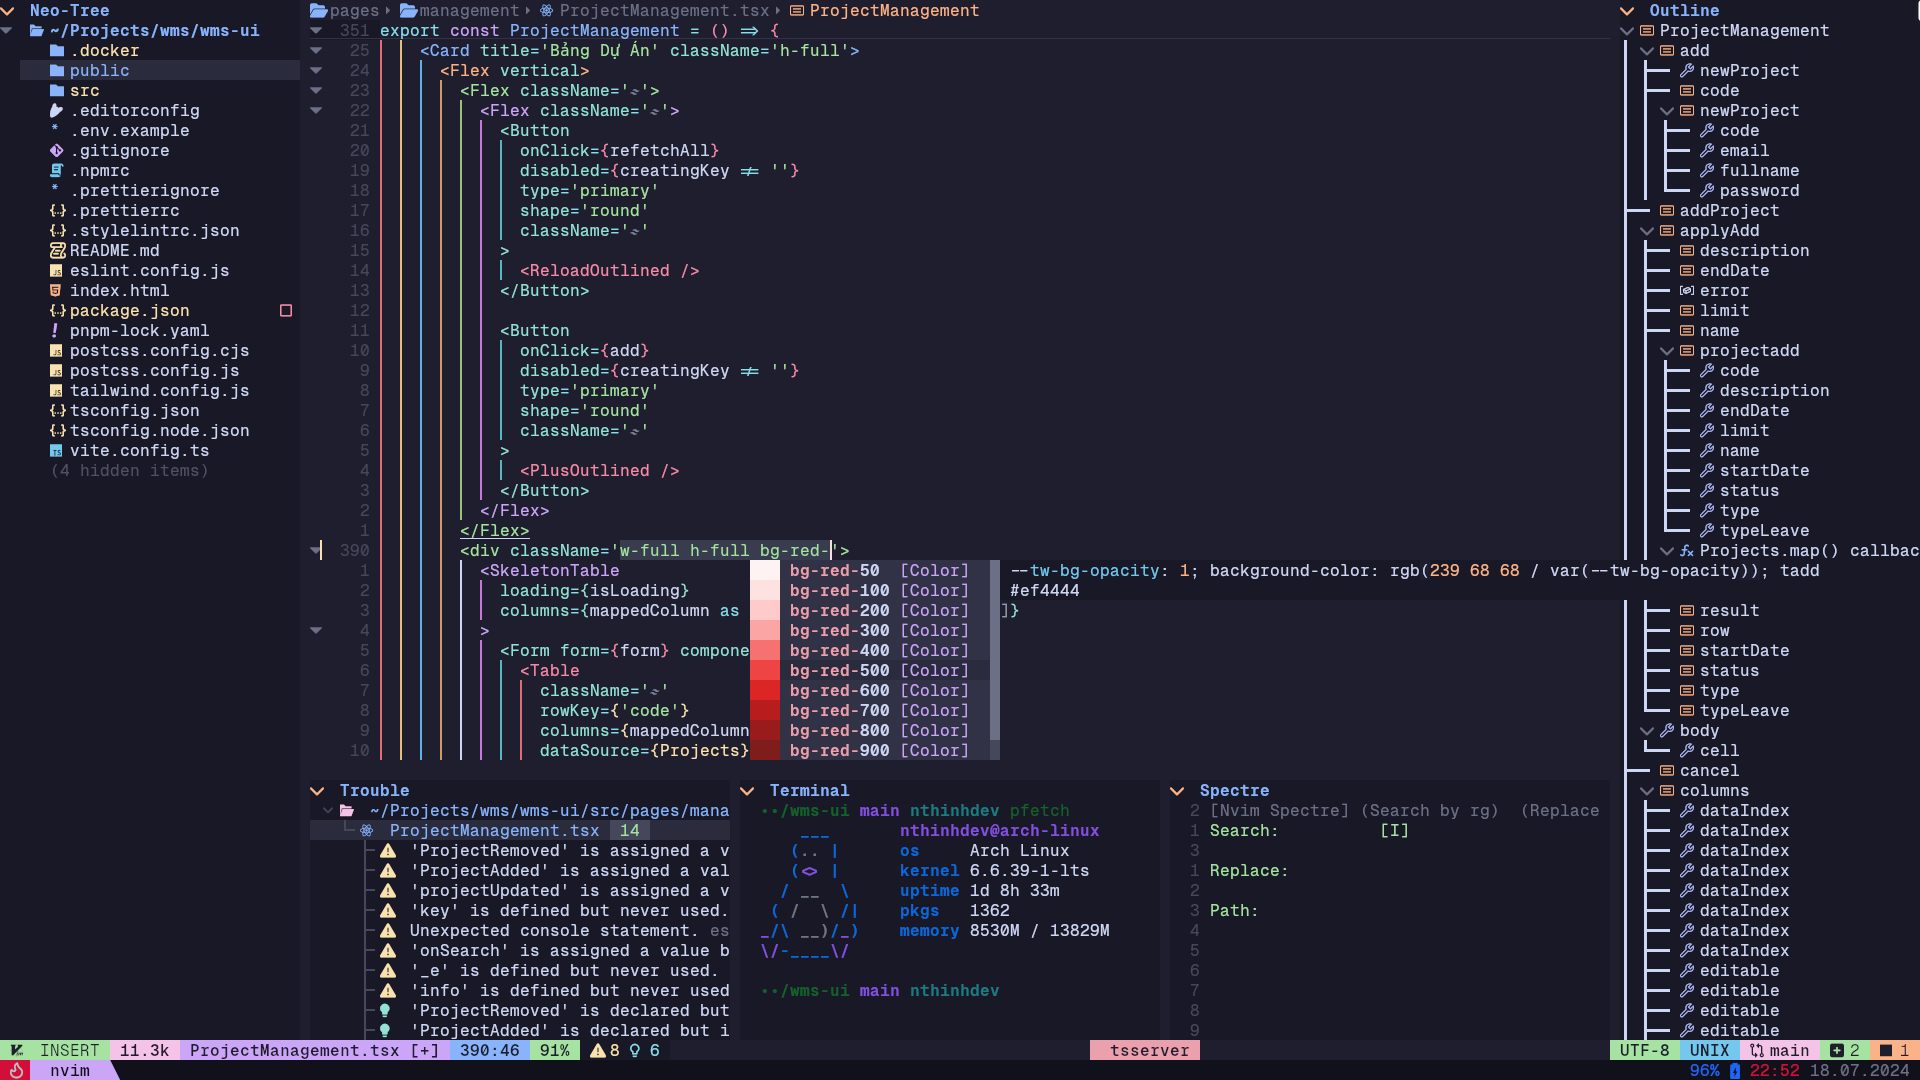 Neo-Tree
~/Projects/wms/wms-ui
.docker
public
src
.editorconfig
* .env.example
.gitignore
.npmrc
* .prettierignore
{..} .prettierrc
{..} .stylelintrc.json
README.md
eslint.config.js
index.html
{..} package.json
! pnpm-lock.yaml
postcss.config.cjs
postcss.config.js
tailwind.config.js
{..} tsconfig.json
{..} tsconfig.node.json
vite.config.ts
(4 hidden items)
pages › management › ProjectManagement.tsx › ProjectManagement
351 export const ProjectManagement = () => {
25 <Card title='Bảng Dự Án' className='h-full'>
24 <Flex vertical>
23 <Flex className=''>
22 <Flex className=''>
21 <Button
20 onClick={refetchAll}
19 disabled={creatingKey != ''}
18 type='primary'
17 shape='round'
16 className=''
15 >
14 <ReloadOutlined />
13 </Button>
12
11 <Button
10 onClick={add}
9 disabled={creatingKey != ''}
8 type='primary'
7 shape='round'
6 className=''
5 >
4 <PlusOutlined />
3 </Button>
2 </Flex>
1 </Flex>
390 <div className='w-full h-full bg-red-'>
1 <SkeletonTable
2 loading={isLoading}
3 columns={mappedColumn as ]}
4 >
5 <Form form={form} compone
6 <Table
7 className=''
8 rowKey={'code'}
9 columns={mappedColumn
10 dataSource={Projects}
bg-red-50 [Color]
bg-red-100 [Color]
bg-red-200 [Color]
bg-red-300 [Color]
bg-red-400 [Color]
bg-red-500 [Color]
bg-red-600 [Color]
bg-red-700 [Color]
bg-red-800 [Color]
bg-red-900 [Color]
--tw-bg-opacity: 1; background-color: rgb(239 68 68 / var(--tw-bg-opacity)); tadd
#ef4444
Outline
ProjectManagement
add
newProject
code
newProject
code
email
fullname
password
addProject
applyAdd
description
endDate
error
limit
name
projectadd
code
description
endDate
limit
name
startDate
status
type
typeLeave
Projects.map() callbac
result
row
startDate
status
type
typeLeave
body
cell
cancel
columns
dataIndex
dataIndex
dataIndex
dataIndex
dataIndex
dataIndex
dataIndex
dataIndex
editable
editable
editable
editable
Trouble
~/Projects/wms/wms-ui/src/pages/mana
ProjectManagement.tsx 14
'ProjectRemoved' is assigned a v
'ProjectAdded' is assigned a val
'projectUpdated' is assigned a v
'key' is defined but never used.
Unexpected console statement. es
'onSearch' is assigned a value b
'_e' is defined but never used.
'info' is defined but never used
'ProjectRemoved' is declared but
'ProjectAdded' is declared but i
Terminal
··/wms-ui main nthinhdev pfetch
nthinhdev@arch-linux
os Arch Linux
kernel 6.6.39-1-lts
uptime 1d 8h 33m
pkgs 1362
memory 8530M / 13829M
··/wms-ui main nthinhdev
Spectre
2 [Nvim Spectre] (Search by rg) (Replace
1 Search: [I]
3
1 Replace:
2
3 Path:
4
5
6
7
8
9
INSERT 11.3k ProjectManagement.tsx [+] 390:46 91% 8 6 tsserver UTF-8 UNIX main 2 1
nvim 96% 22:52 18.07.2024